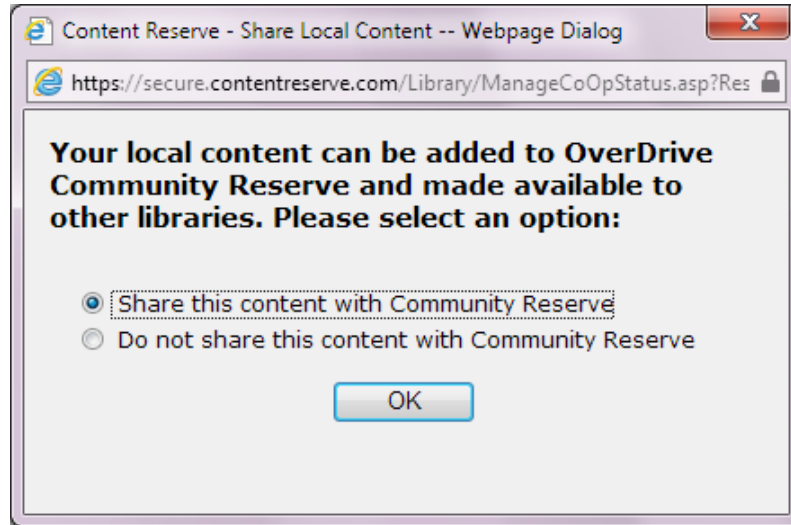 Content Reserve - Share Local Content -- Webpage Dialog
https://secure.contentreserve.com/Library/ManageCoOpStatus.asp?Res
Your local content can be added to OverDrive
Community Reserve and made available to
other libraries. Please select an option:
Share this content with Community Reserve
Do not share this content with Community Reserve
OK